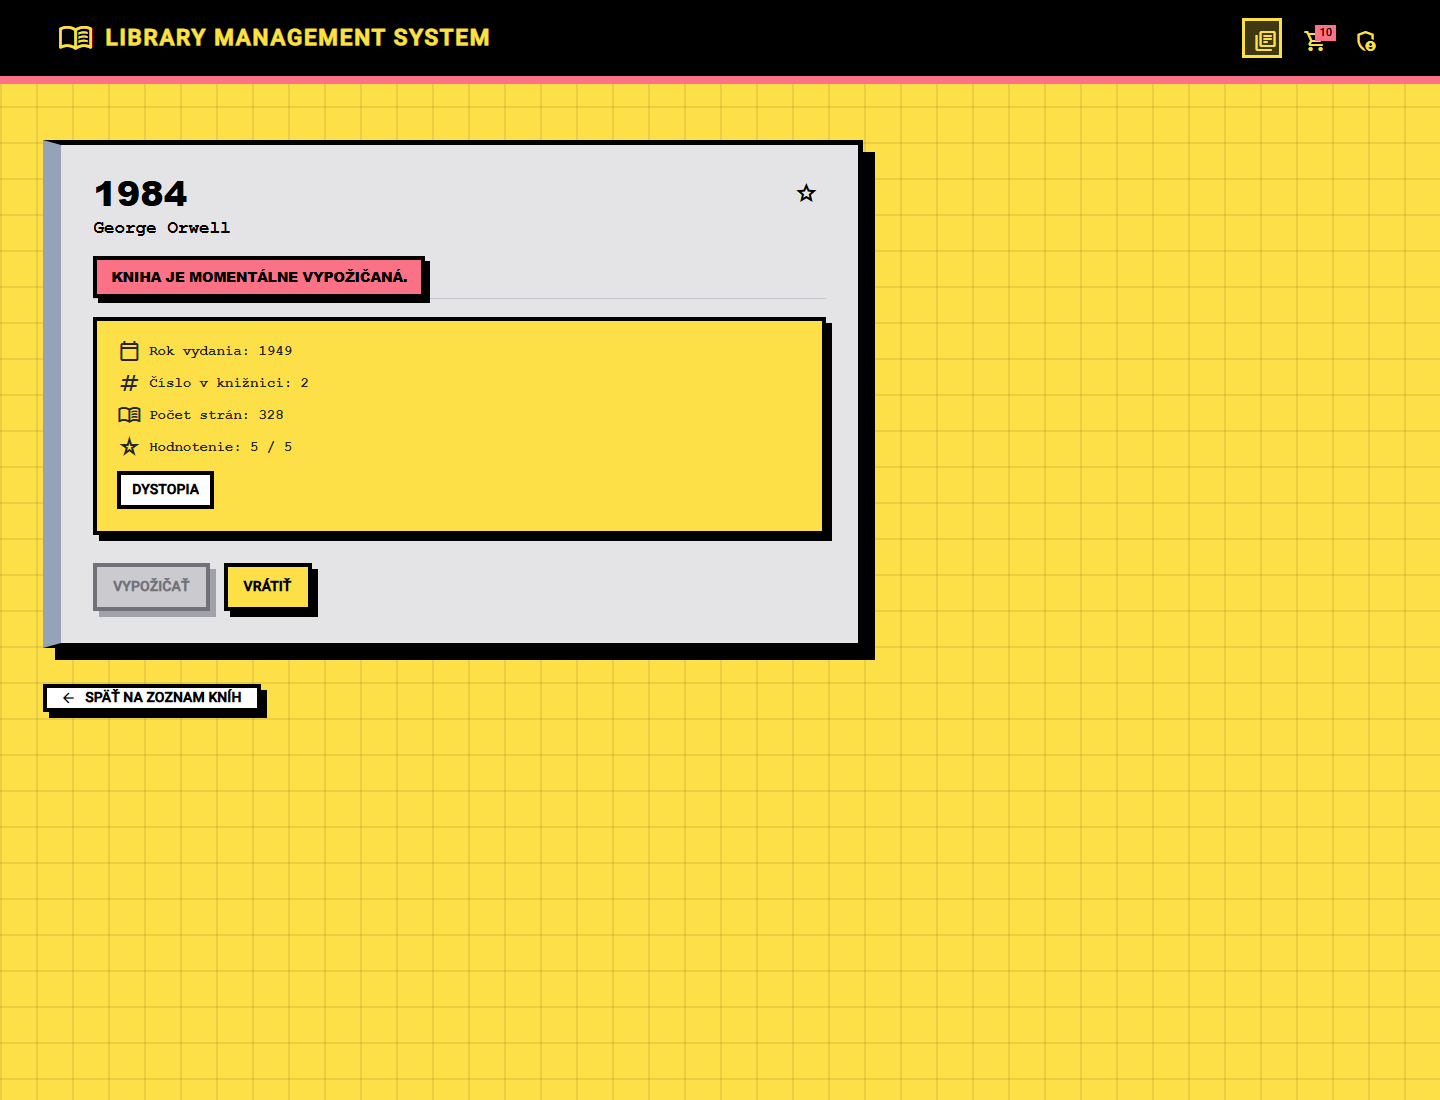 LIBRARY MANAGEMENT SYSTEM
10
1984
George Orwell
KNIHA JE MOMENTÁLNE VYPOŽIČANÁ.
Rok vydania: 1949
Číslo v knižnici: 2
Počet strán: 328
Hodnotenie: 5 / 5
DYSTOPIA
VYPOŽIČAŤ
VRÁTIŤ
SPÄŤ NA ZOZNAM KNÍH